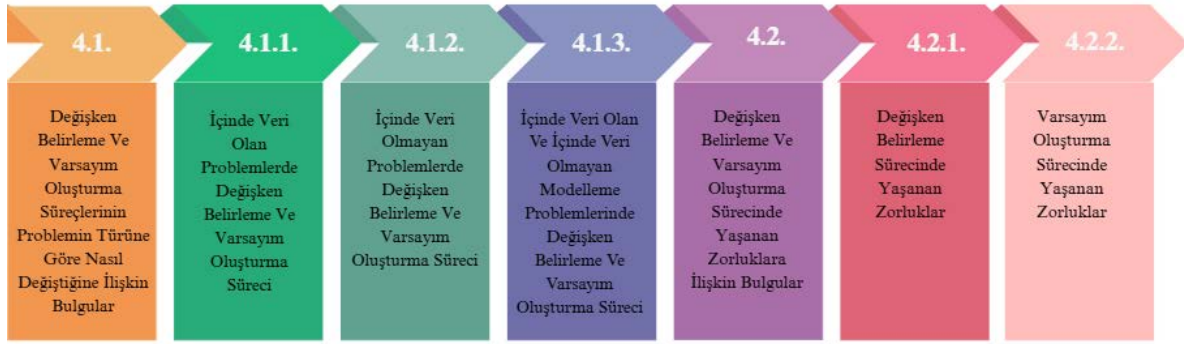 4.1.
Değişken
Belirleme Ve
Varsayım
Oluşturma
Süreçlerinin
Problemin Türüne
Göre Nasıl
Değiştiğine İlişkin
Bulgular
4.1.1.
İçinde Veri
Olan
Problemlerde
Değişken
Belirleme Ve
Varsayım
Oluşturma
Süreci
4.1.2.
İçinde Veri
Olmayan
Problemlerde
Değişken
Belirleme Ve
Varsayım
Oluşturma Süreci
4.1.3.
İçinde Veri Olan
Ve İçinde Veri
Olmayan
Modelleme
Problemlerinde
Değişken
Belirleme Ve
Varsayım
Oluşturma Süreci
4.2.
Değişken
Belirleme Ve
Varsayım
Oluşturma
Sürecinde
Yaşanan
Zorluklara
İlişkin Bulgular
4.2.1.
Değişken
Belirleme
Sürecinde
Yaşanan
Zorluklar
4.2.2.
Varsayım
Oluşturma
Sürecinde
Yaşanan
Zorluklar